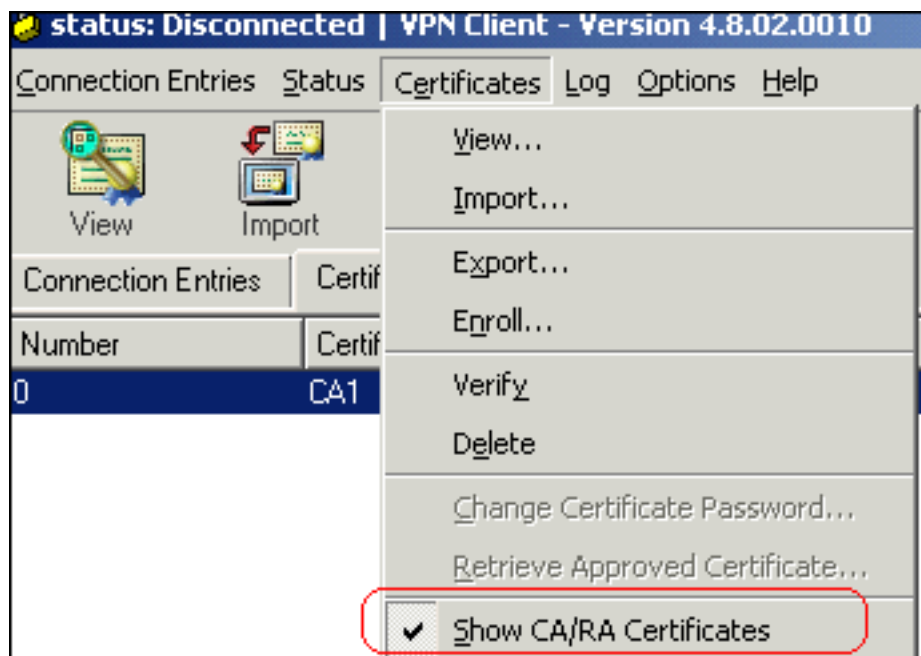 status: Disconnected | VPN Client - Version 4.8.02.0010
Connection Entries Status Certificates Log Options Help
View Import
Connection Entries
Number
0 CA1
View...
Import...
Export...
Enroll...
Verify
Delete
Change Certificate Password...
Retrieve Approved Certificate...
Show CA/RA Certificates